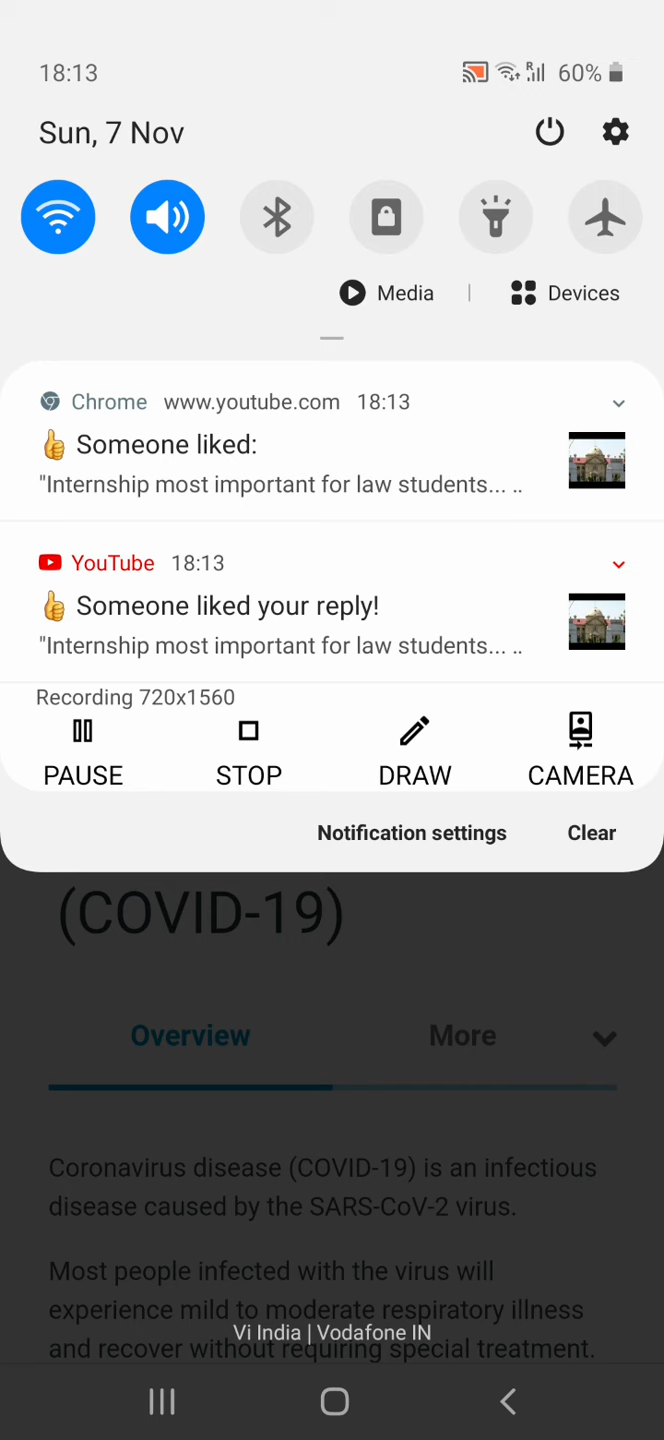 18:13 R 60%
Sun, 7 Nov
Media | Devices
Chrome www.youtube.com 18:13
👍 Someone liked:
"Internship most important for law students... ..
YouTube 18:13
👍 Someone liked your reply!
"Internship most important for law students... ..
Recording 720x1560
PAUSE STOP DRAW CAMERA
Notification settings Clear
(COVID-19)
Overview More
Coronavirus disease (COVID-19) is an infectious
disease caused by the SARS-CoV-2 virus.
Most people infected with the virus will
experience mild to moderate respiratory illness
Vi India | Vodafone IN
and recover without requiring special treatment.